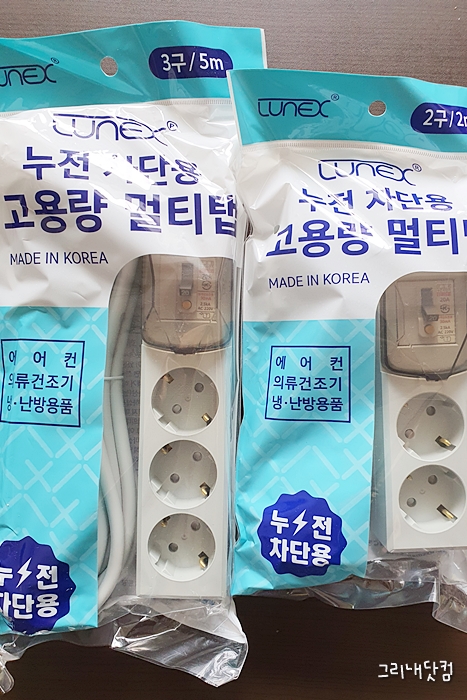 LUNEX
3구/5m
LUNEX
누전 차단용
고용량 멀티탭
MADE IN KOREA
에어컨
의류건조기
냉·난방용품
누전
차단용
LUNEX
2구/2
LUNEX
누전 차단용
고용량 멀티
MADE IN KOREA
에어컨
의류건조기
냉·난방용품
누전
차단용
그리내닷컴